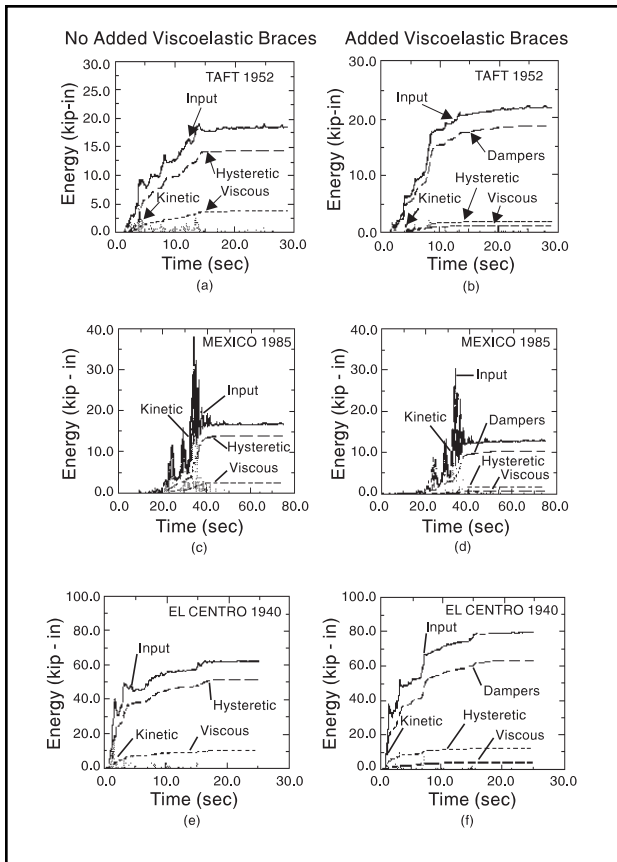 No Added Viscoelastic Braces
Added Viscoelastic Braces
TAFT 1952
Energy (kip-in)
30.0
25.0
20.0
15.0
10.0
5.0
0.0
Input
Hysteretic
Viscous
Kinetic
0.0 10.0 20.0 30.0
Time (sec)
(a)
TAFT 1952
Energy (kip-in)
30.0
25.0
20.0
15.0
10.0
5.0
0.0
Input
Dampers
Hysteretic
Viscous
Kinetic
0.0 10.0 20.0 30.0
Time (sec)
(b)
MEXICO 1985
Energy (kip - in)
40.0
30.0
20.0
10.0
0.0
Kinetic
Input
Hysteretic
Viscous
0.0 20.0 40.0 60.0 80.0
Time (sec)
(c)
MEXICO 1985
Energy (kip - in)
40.0
30.0
20.0
10.0
0.0
Input
Kinetic
Dampers
Hysteretic
Viscous
0.0 20.0 40.0 60.0 80.0
Time (sec)
(d)
EL CENTRO 1940
Energy (kip - in)
100.0
80.0
60.0
40.0
20.0
0.0
Input
Hysteretic
Kinetic
Viscous
0.0 10.0 20.0 30.0
Time (sec)
(e)
EL CENTRO 1940
Energy (kip - in)
100.0
80.0
60.0
40.0
20.0
0.0
Input
Dampers
Kinetic
Hysteretic
Viscous
0.0 10.0 20.0 30.0
Time (sec)
(f)